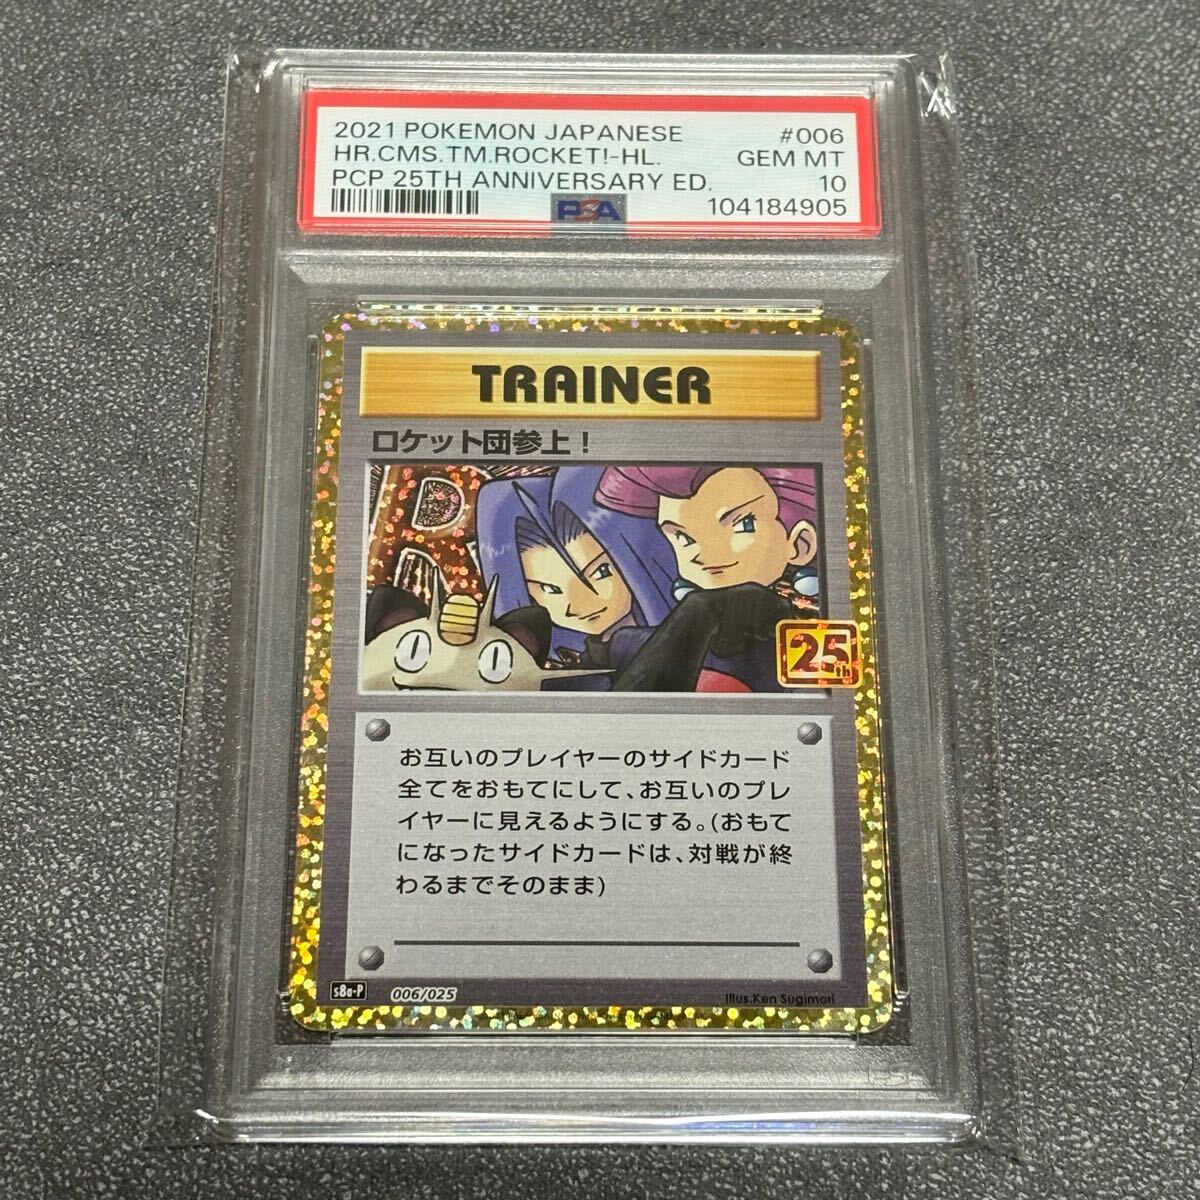 2021 POKEMON JAPANESE #006
HR.CMS.TM.ROCKET!-HL. GEM MT
PCP 25TH ANNIVERSARY ED. 10
PSA 104184905
TRAINER
ロケット団参上!
25th
お互いのプレイヤーのサイドカード
全てをおもてにして、お互いのプレ
イヤーに見えるようにする。(おもて
になったサイドカードは、対戦が終
わるまでそのまま)
s8a-P 006/025 Illus.Ken Sugimori